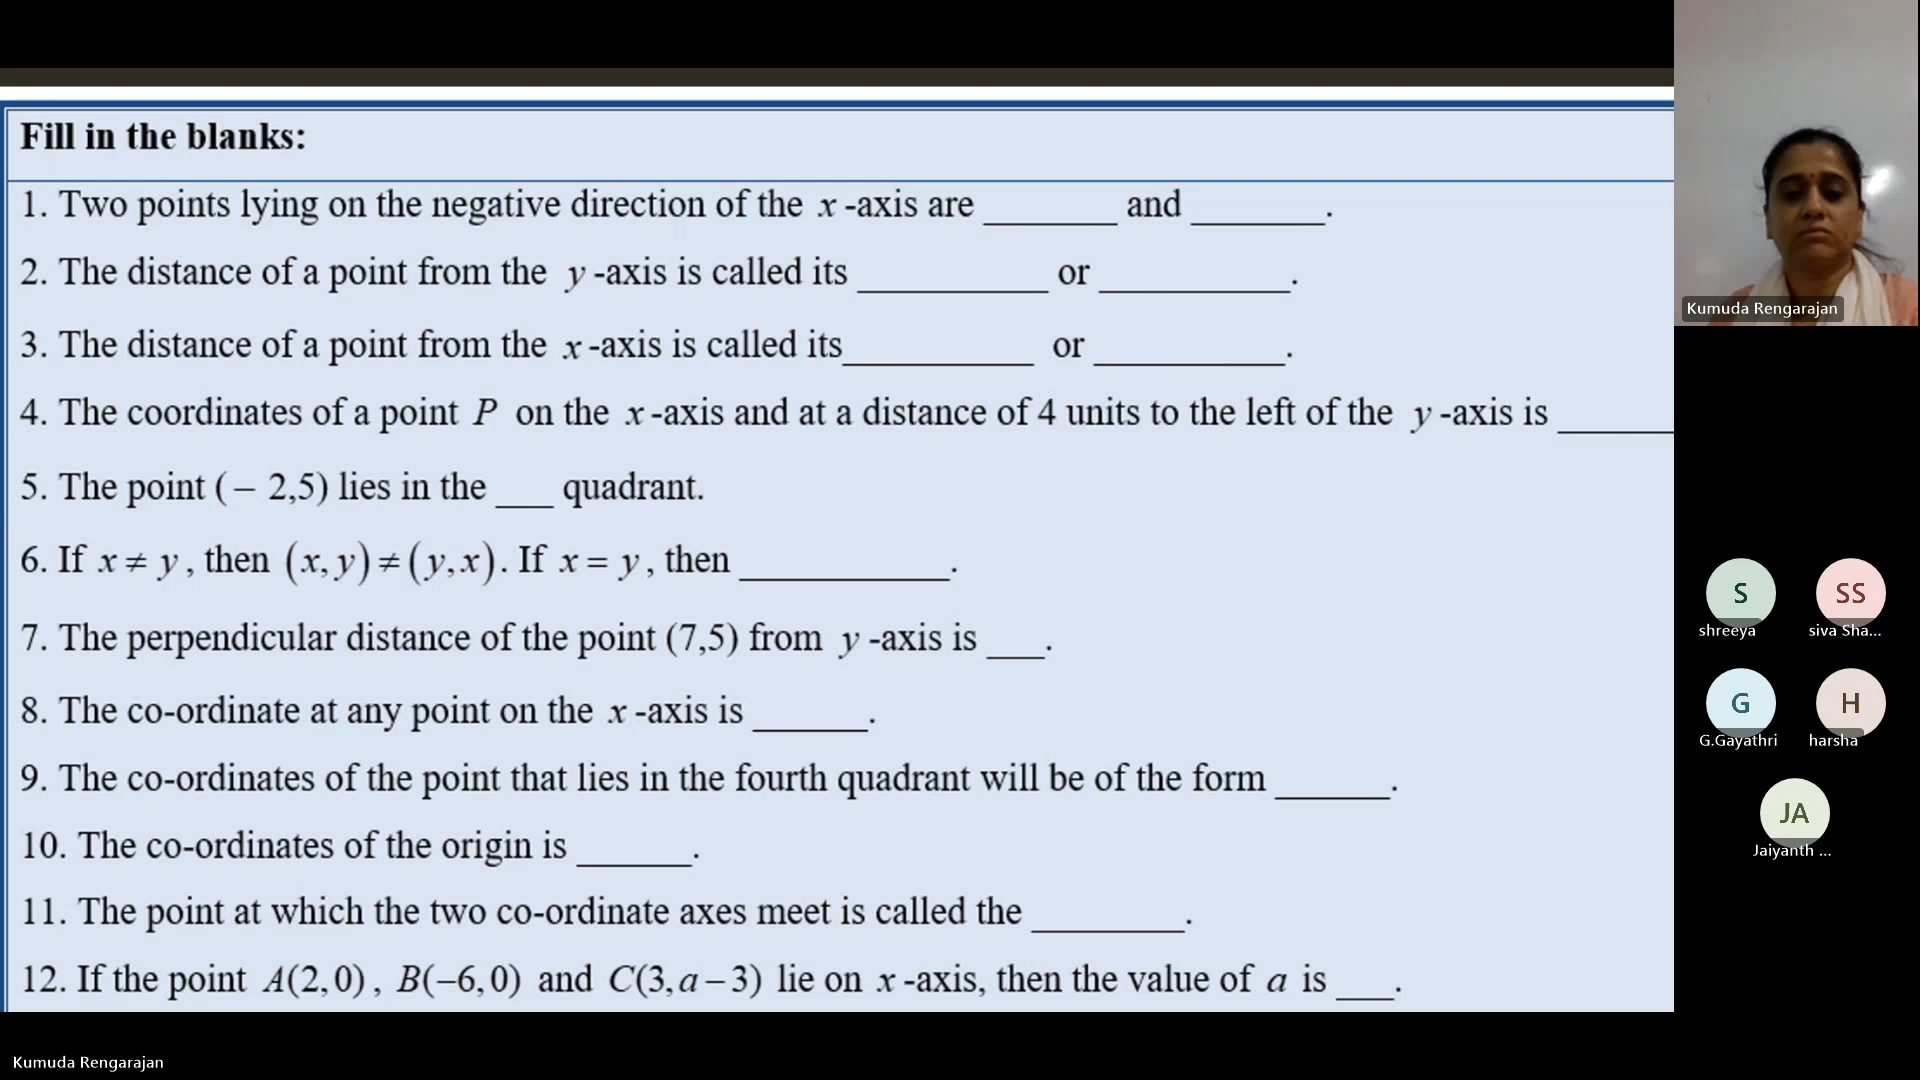 Fill in the blanks:
1. Two points lying on the negative direction of the x-axis are _______ and _______.
2. The distance of a point from the y-axis is called its __________ or __________.
3. The distance of a point from the x-axis is called its__________ or __________.
4. The coordinates of a point P on the x-axis and at a distance of 4 units to the left of the y-axis is ______
5. The point (– 2,5) lies in the ___ quadrant.
6. If x ≠ y, then (x, y) ≠ (y, x). If x = y, then ___________.
7. The perpendicular distance of the point (7,5) from y-axis is ___.
8. The co-ordinate at any point on the x-axis is ______.
9. The co-ordinates of the point that lies in the fourth quadrant will be of the form ______.
10. The co-ordinates of the origin is ______.
11. The point at which the two co-ordinate axes meet is called the ________.
12. If the point A(2,0), B(–6,0) and C(3,a–3) lie on x-axis, then the value of a is ___.
Kumuda Rengarajan
S SS
shreeya siva Sha...
G H
G.Gayathri harsha
JA
Jaiyanth ...
Kumuda Rengarajan